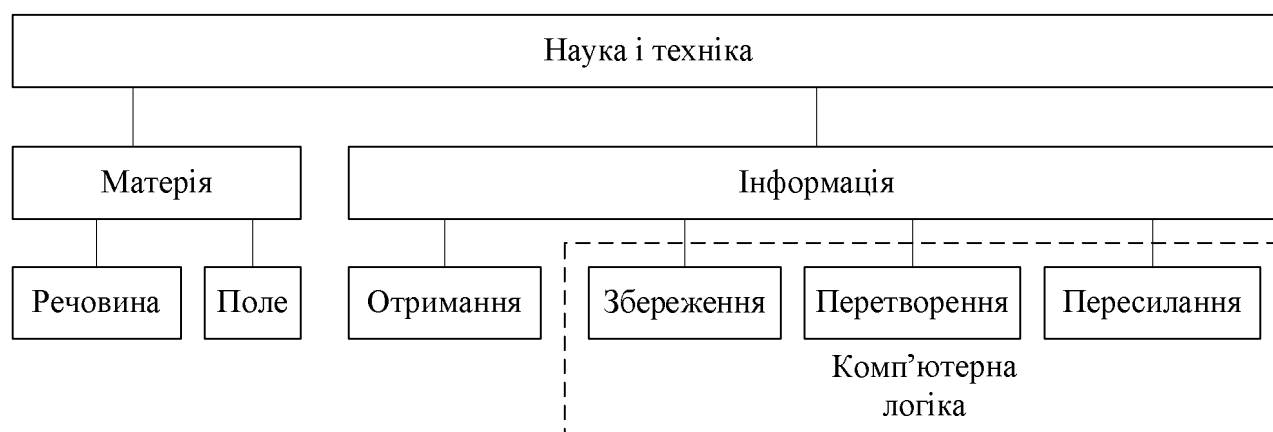 Наука і техніка
Матерія
Інформація
Речовина
Поле
Отримання
Збереження
Перетворення
Пересилання
Комп’ютерна
логіка